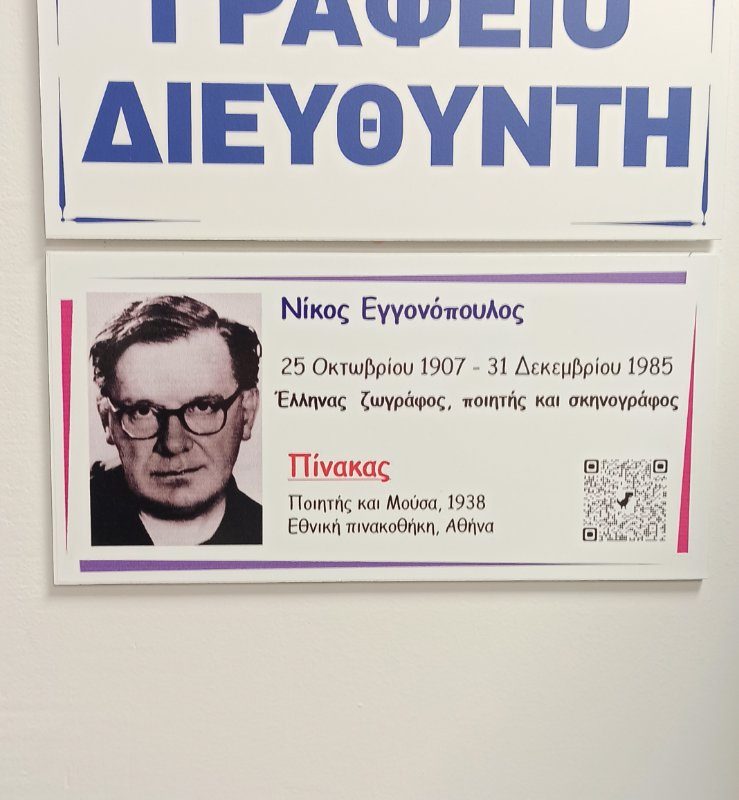 ΓΡΑΦΕΙΟ
ΔΙΕΥΘΥΝΤΗ
Νίκος Εγγονόπουλος
25 Οκτωβρίου 1907 - 31 Δεκεμβρίου 1985
Έλληνας ζωγράφος, ποιητής και σκηνογράφος
Πίνακας
Ποιητής και Μούσα, 1938
Εθνική πινακοθήκη, Αθήνα